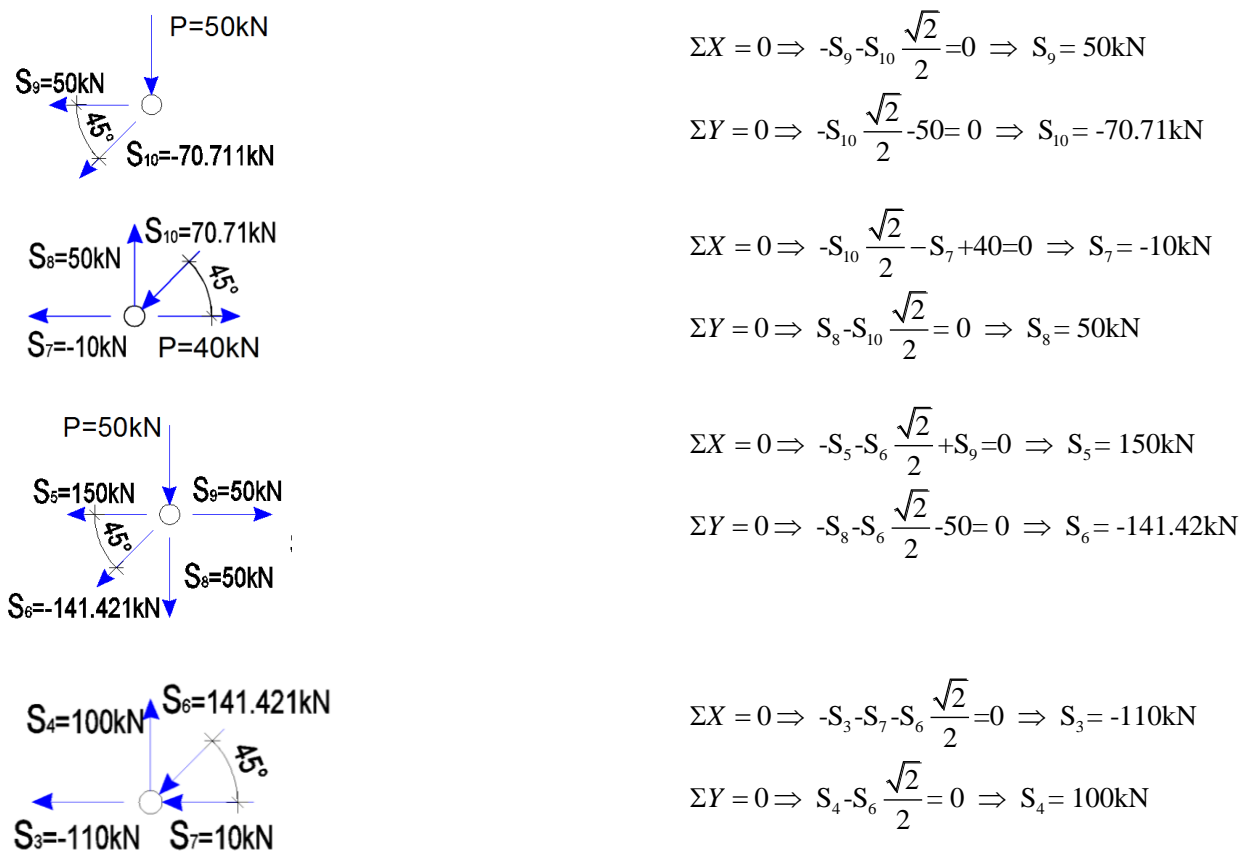 P=50kN
S₉=50kN
45°
S₁₀=-70.711kN
ΣX = 0 ⇒ -S₉-S₁₀ √2/2 =0 ⇒ S₉= 50kN
ΣY = 0 ⇒ -S₁₀ √2/2 -50= 0 ⇒ S₁₀= -70.71kN
S₁₀=70.71kN
S₈=50kN
45°
S₇=-10kN P=40kN
ΣX = 0 ⇒ -S₁₀ √2/2 −S₇+40=0 ⇒ S₇= -10kN
ΣY = 0 ⇒ S₈-S₁₀ √2/2 = 0 ⇒ S₈= 50kN
P=50kN
S₅=150kN S₉=50kN
45°
S₈=50kN
S₆=-141.421kN
ΣX = 0 ⇒ -S₅-S₆ √2/2 +S₉=0 ⇒ S₅= 150kN
ΣY = 0 ⇒ -S₈-S₆ √2/2 -50= 0 ⇒ S₆= -141.42kN
S₆=141.421kN
S₄=100kN
45°
S₃=-110kN S₇=10kN
ΣX = 0 ⇒ -S₃-S₇-S₆ √2/2 =0 ⇒ S₃= -110kN
ΣY = 0 ⇒ S₄-S₆ √2/2 = 0 ⇒ S₄= 100kN